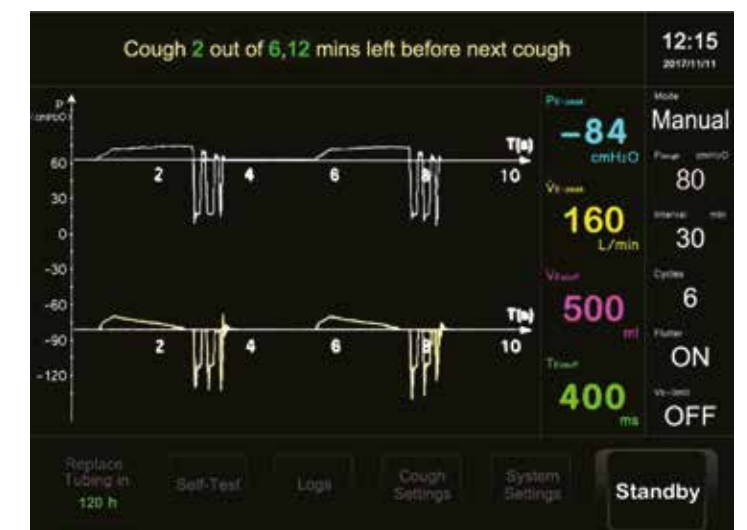 Cough 2 out of 6,12 mins left before next cough
12:15
2017/11/11
P
cmH2O
60
30
0
-30
-60
-90
-120
T(s)
2
4
6
8
10
T(s)
2
4
6
8
10
-84
cmH2O
160
L/min
500
ml
400
ms
Mode
Manual
80
Interval min
30
Cycles
6
Flutter
ON
OFF
Replace
Tubing in
120 h
Self-Test
Logs
Cough
Settings
System
Settings
Standby